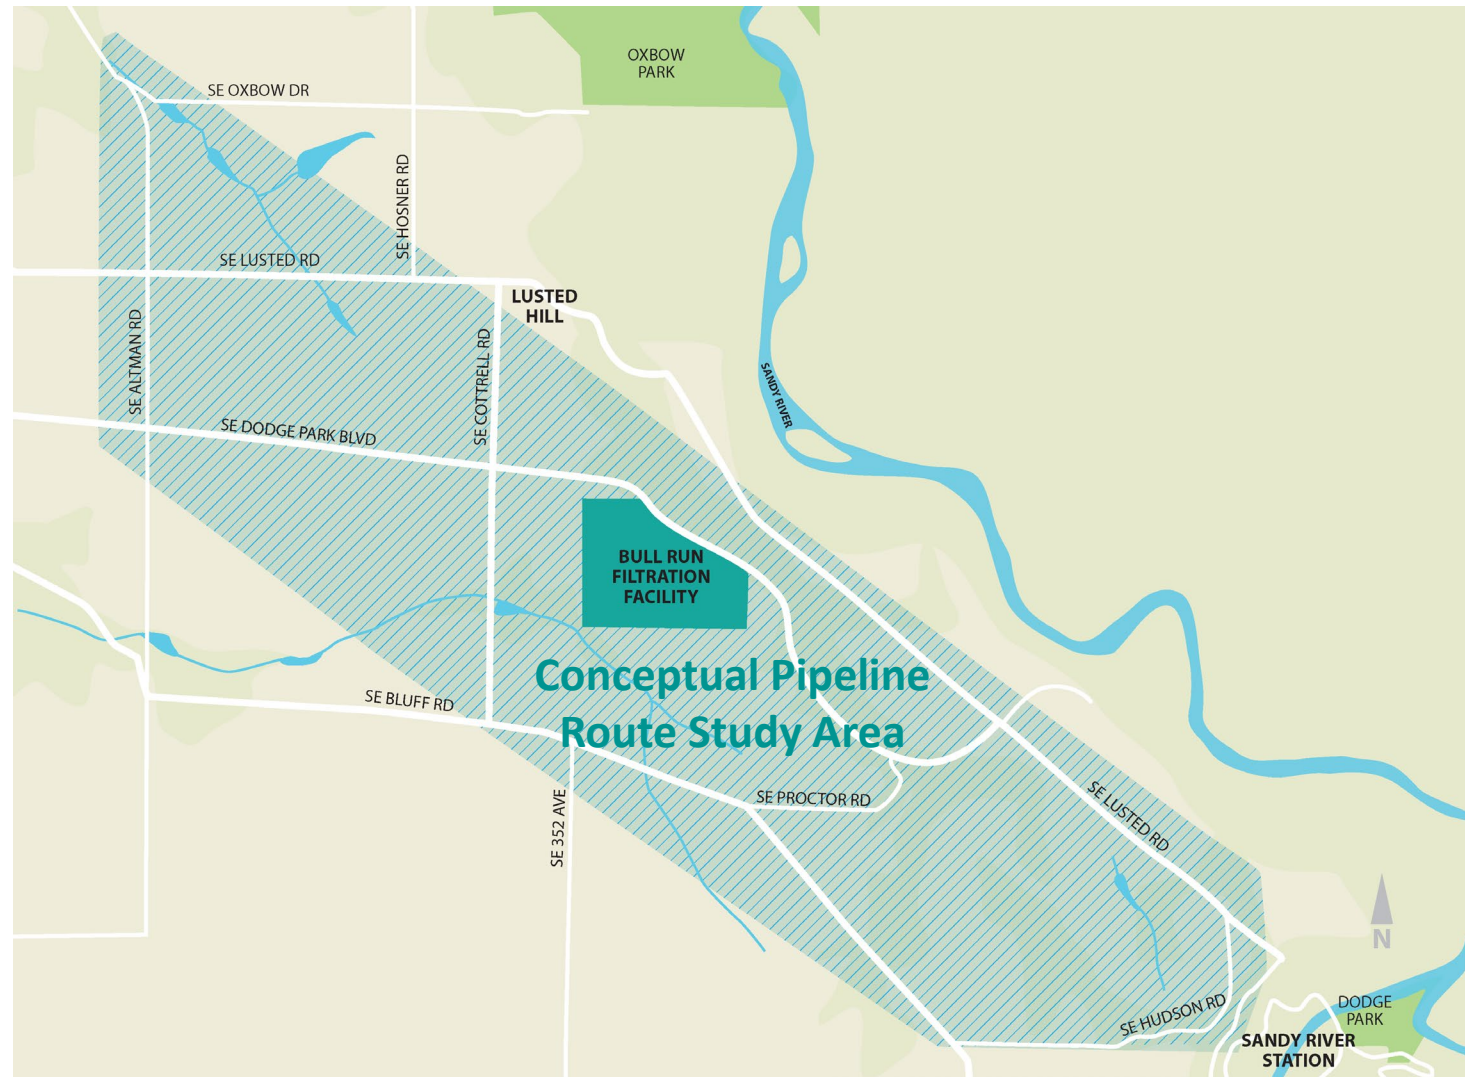 OXBOW
PARK
SE OXBOW DR
SE HOSNER RD
SE LUSTED RD
LUSTED
HILL
SE ALTMAN RD
SE COTTRELL RD
SANDY RIVER
SE DODGE PARK BLVD
BULL RUN
FILTRATION
FACILITY
Conceptual Pipeline
Route Study Area
SE BLUFF RD
SE PROCTOR RD
SE 352 AVE
SE LUSTED RD
N
SE HUDSON RD
DODGE
PARK
SANDY RIVER
STATION